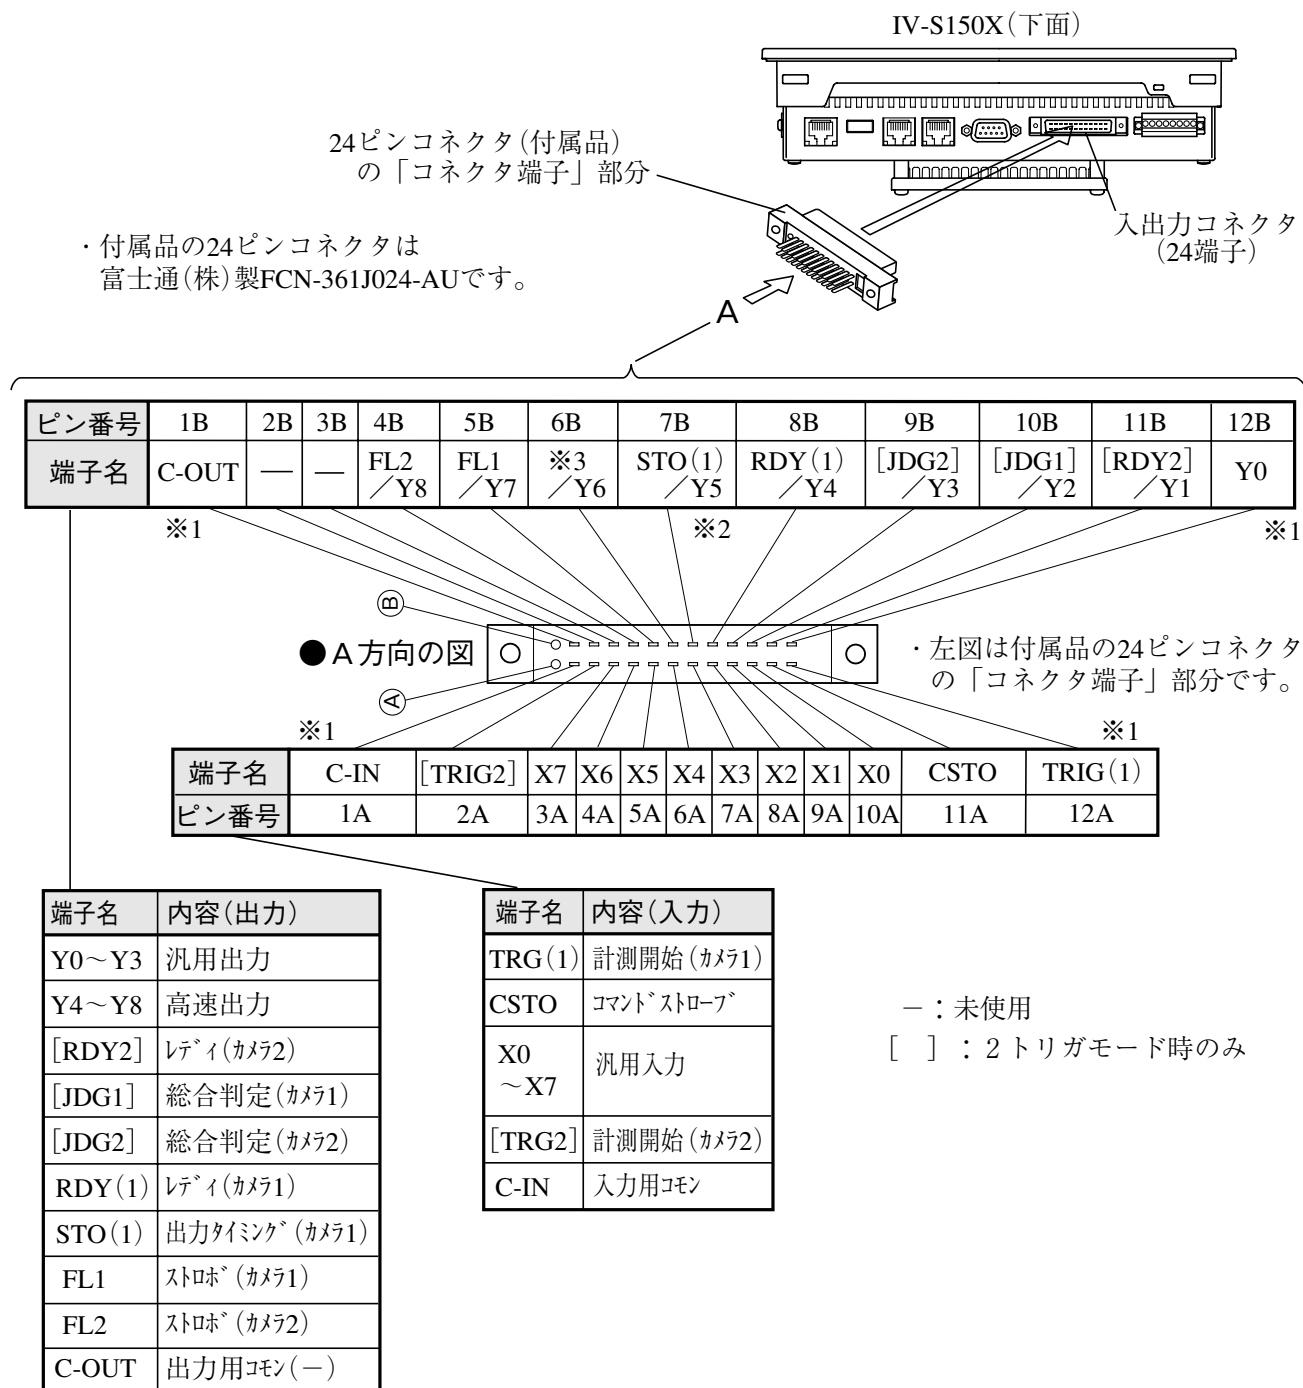 IV-S150X(下面)
24ピンコネクタ(付属品)
の「コネクタ端子」部分
入出力コネクタ
(24端子)
・付属品の24ピンコネクタは
富士通(株)製FCN-361J024-AUです。
A
ピン番号 1B 2B 3B 4B 5B 6B 7B 8B 9B 10B 11B 12B
端子名 C-OUT — — FL2/Y8 FL1/Y7 ※3/Y6 STO(1)/Y5 RDY(1)/Y4 [JDG2]/Y3 [JDG1]/Y2 [RDY2]/Y1 Y0
※1 ※2 ※1
Ⓑ
●A方向の図
Ⓐ
・左図は付属品の24ピンコネクタ
の「コネクタ端子」部分です。
※1 ※1
端子名 C-IN [TRIG2] X7 X6 X5 X4 X3 X2 X1 X0 CSTO TRIG(1)
ピン番号 1A 2A 3A 4A 5A 6A 7A 8A 9A 10A 11A 12A
端子名 内容(出力)
Y0～Y3 汎用出力
Y4～Y8 高速出力
[RDY2] ﾚﾃﾞｨ(ｶﾒﾗ2)
[JDG1] 総合判定(ｶﾒﾗ1)
[JDG2] 総合判定(ｶﾒﾗ2)
RDY(1) ﾚﾃﾞｨ(ｶﾒﾗ1)
STO(1) 出力ﾀｲﾐﾝｸﾞ(ｶﾒﾗ1)
FL1 ｽﾄﾛﾎﾞ(ｶﾒﾗ1)
FL2 ｽﾄﾛﾎﾞ(ｶﾒﾗ2)
C-OUT 出力用ｺﾓﾝ(－)
端子名 内容(入力)
TRG(1) 計測開始(ｶﾒﾗ1)
CSTO ｺﾏﾝﾄﾞｽﾄﾛｰﾌﾞ
X0
～X7 汎用入力
[TRG2] 計測開始(ｶﾒﾗ2)
C-IN 入力用ｺﾓﾝ
－：未使用
[ ]：2トリガモード時のみ